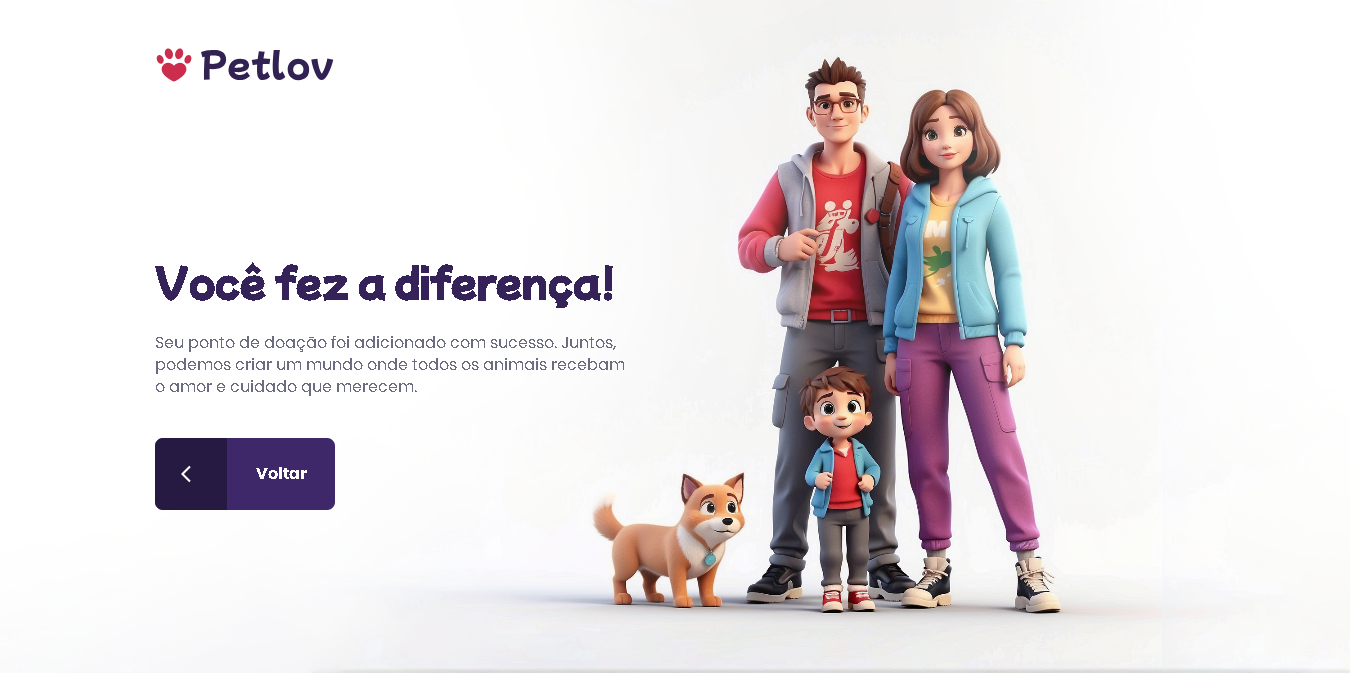 Petlov
Você fez a diferença!
Seu ponto de doação foi adicionado com sucesso. Juntos,
podemos criar um mundo onde todos os animais recebam
o amor e cuidado que merecem.
Voltar
M